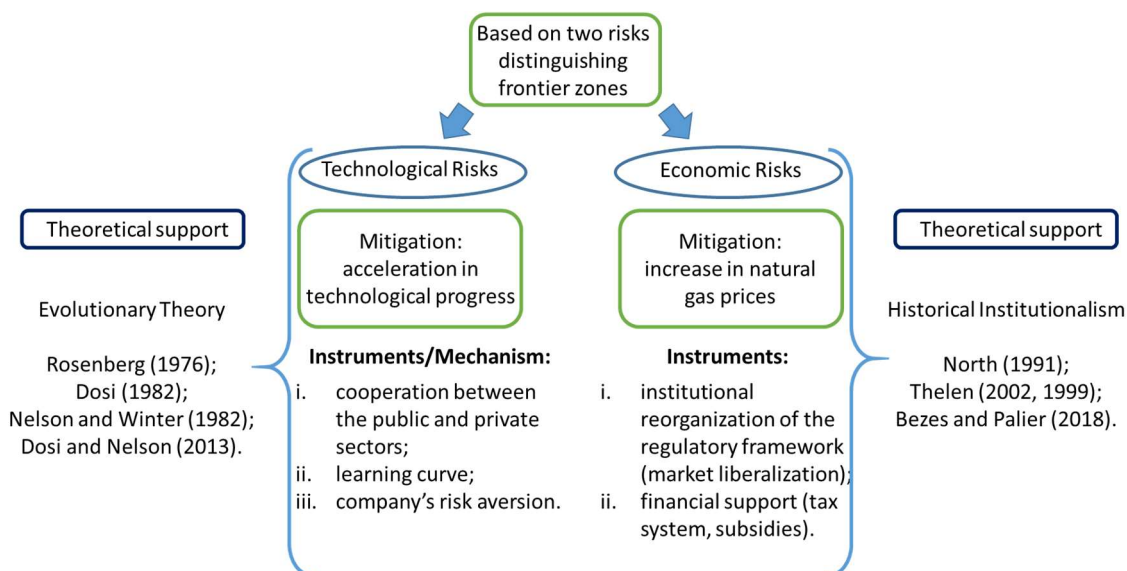 Based on two risks
distinguishing
frontier zones
Technological Risks
Economic Risks
Theoretical support
Evolutionary Theory
Rosenberg (1976);
Dosi (1982);
Nelson and Winter (1982);
Dosi and Nelson (2013).
Mitigation:
acceleration in
technological progress
Instruments/Mechanism:
i. cooperation between
the public and private
sectors;
ii. learning curve;
iii. company’s risk aversion.
Mitigation:
increase in natural
gas prices
Instruments:
i. institutional
reorganization of the
regulatory framework
(market liberalization);
ii. financial support (tax
system, subsidies).
Theoretical support
Historical Institutionalism
North (1991);
Thelen (2002, 1999);
Bezes and Palier (2018).